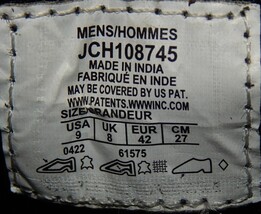 MENS/HOMMES
JCH108745
MADE IN INDIA
FABRIQUÉ EN INDE
MAY BE COVERED BY US PAT.
WWW.PATENTS.WWWINC.COM
SIZE/GRANDEUR
USA UK EUR CM
9 8 42 27
0422 61575